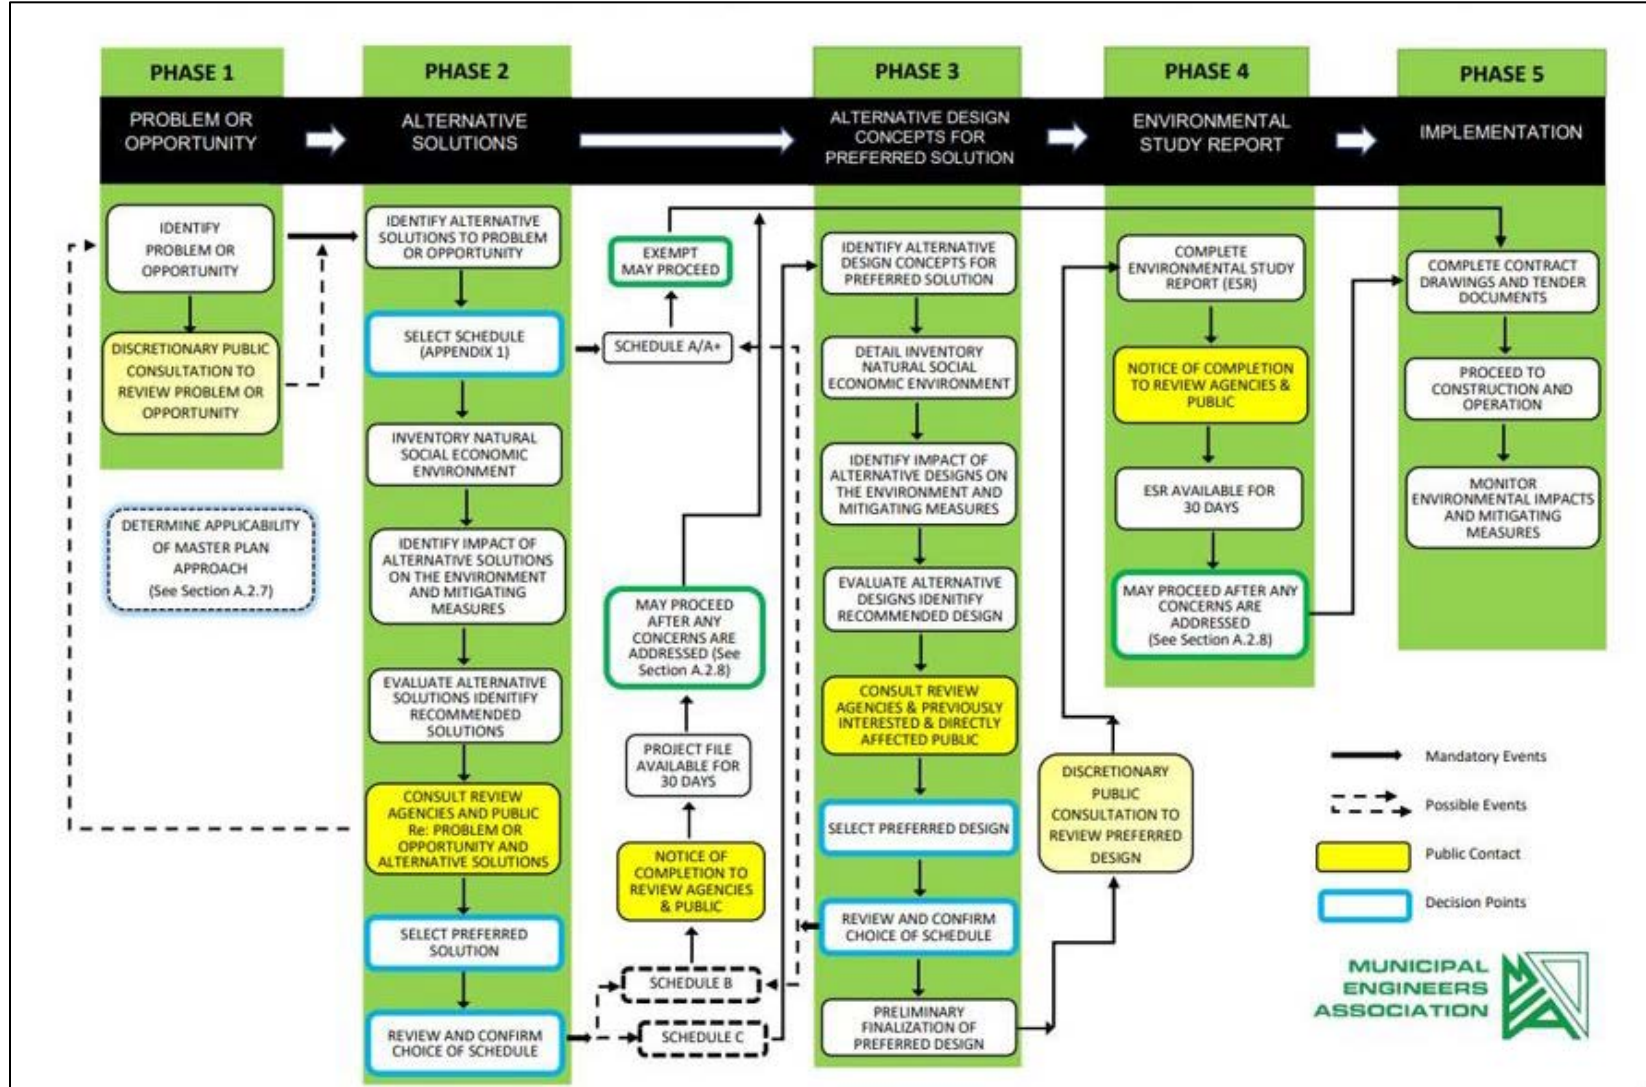 PHASE 1
PROBLEM OR
OPPORTUNITY
IDENTIFY
PROBLEM OR
OPPORTUNITY
DISCRETIONARY PUBLIC
CONSULTATION TO
REVIEW PROBLEM OR
OPPORTUNITY
DETERMINE APPLICABILITY
OF MASTER PLAN
APPROACH
(See Section A.2.7)
PHASE 2
ALTERNATIVE
SOLUTIONS
IDENTIFY ALTERNATIVE
SOLUTIONS TO PROBLEM
OR OPPORTUNITY
SELECT SCHEDULE
(APPENDIX 1)
INVENTORY NATURAL
SOCIAL ECONOMIC
ENVIRONMENT
IDENTIFY IMPACT OF
ALTERNATIVE SOLUTIONS
ON THE ENVIRONMENT
AND MITIGATING
MEASURES
EVALUATE ALTERNATIVE
SOLUTIONS IDENITIFY
RECOMMENDED
SOLUTIONS
CONSULT REVIEW
AGENCIES AND PUBLIC
Re: PROBLEM OR
OPPORTUNITY AND
ALTERNATIVE SOLUTIONS
SELECT PREFERRED
SOLUTION
REVIEW AND CONFIRM
CHOICE OF SCHEDULE
EXEMPT
MAY PROCEED
SCHEDULE A/A+
MAY PROCEED
AFTER ANY
CONCERNS ARE
ADDRESSED (See
Section A.2.8)
PROJECT FILE
AVAILABLE FOR
30 DAYS
NOTICE OF
COMPLETION TO
REVIEW AGENCIES
& PUBLIC
SCHEDULE B
SCHEDULE C
PHASE 3
ALTERNATIVE DESIGN
CONCEPTS FOR
PREFERRED SOLUTION
IDENTIFY ALTERNATIVE
DESIGN CONCEPTS FOR
PREFERRED SOLUTION
DETAIL INVENTORY
NATURAL SOCIAL
ECONOMIC ENVIRONMENT
IDENTIFY IMPACT OF
ALTERNATIVE DESIGNS ON
THE ENVIRONMENT AND
MITIGATING MEASURES
EVALUATE ALTERNATIVE
DESIGNS IDENITIFY
RECOMMENDED DESIGN
CONSULT REVIEW
AGENCIES & PREVIOUSLY
INTERESTED & DIRECTLY
AFFECTED PUBLIC
SELECT PREFERRED DESIGN
REVIEW AND CONFIRM
CHOICE OF SCHEDULE
PRELIMINARY
FINALIZATION OF
PREFERRED DESIGN
DISCRETIONARY
PUBLIC
CONSULTATION TO
REVIEW PREFERRED
DESIGN
PHASE 4
ENVIRONMENTAL
STUDY REPORT
COMPLETE
ENVIRONMENTAL STUDY
REPORT (ESR)
NOTICE OF COMPLETION
TO REVIEW AGENCIES &
PUBLIC
ESR AVAILABLE FOR
30 DAYS
MAY PROCEED AFTER ANY
CONCERNS ARE
ADDRESSED
(See Section A.2.8)
PHASE 5
IMPLEMENTATION
COMPLETE CONTRACT
DRAWINGS AND TENDER
DOCUMENTS
PROCEED TO
CONSTRUCTION AND
OPERATION
MONITOR
ENVIRONMENTAL IMPACTS
AND MITIGATING
MEASURES
Mandatory Events
Possible Events
Public Contact
Decision Points
MUNICIPAL
ENGINEERS
ASSOCIATION